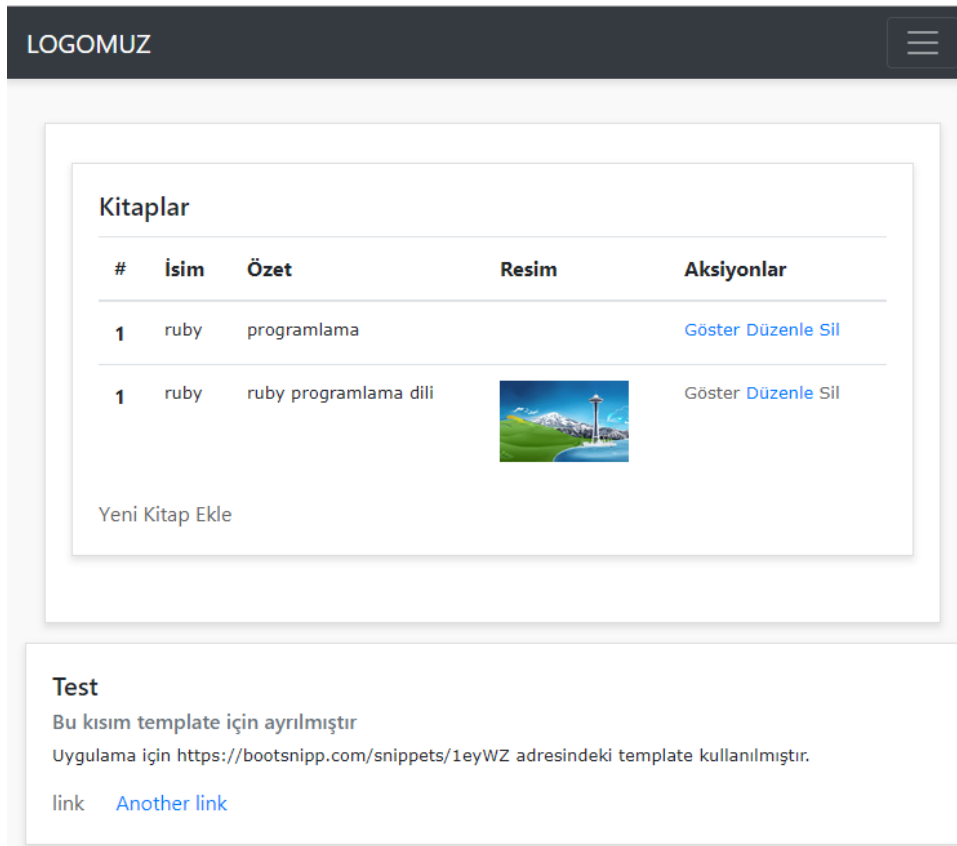 LOGOMUZ
Kitaplar
# İsim Özet Resim Aksiyonlar
1 ruby programlama Göster Düzenle Sil
1 ruby ruby programlama dili Göster Düzenle Sil
Yeni Kitap Ekle
Test
Bu kısım template için ayrılmıştır
Uygulama için https://bootsnipp.com/snippets/1eyWZ adresindeki template kullanılmıştır.
link Another link